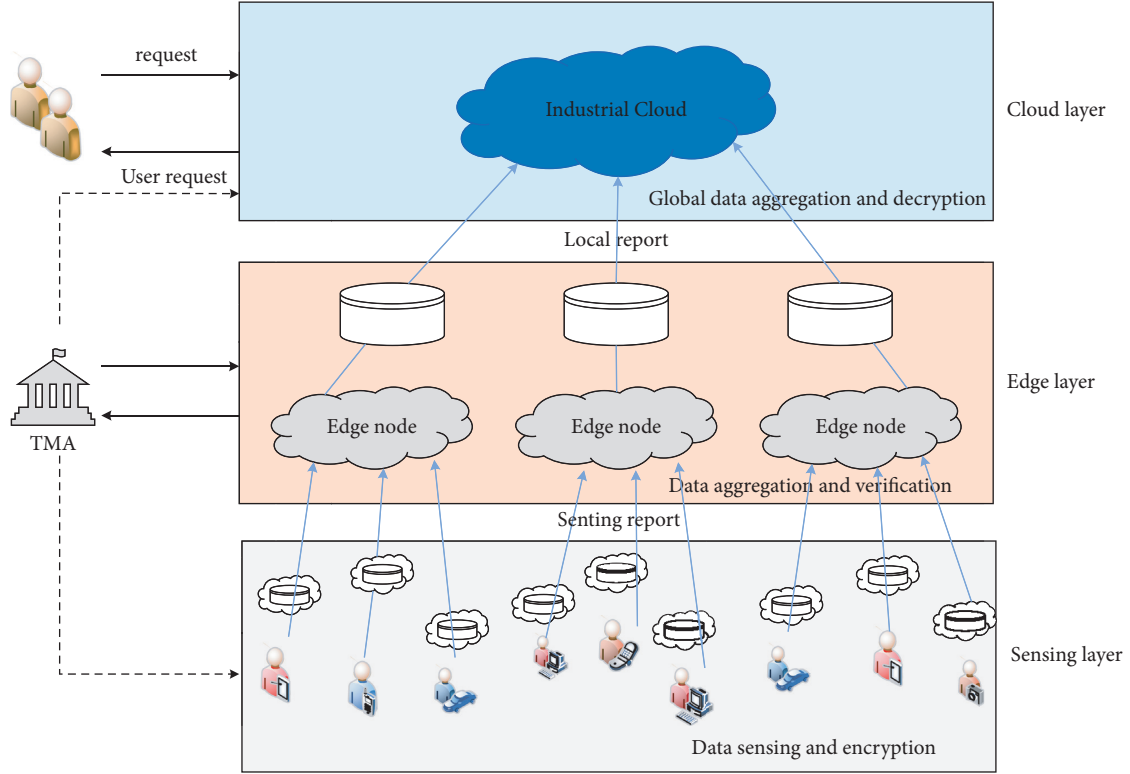 request
Industrial Cloud
Cloud layer
User request
Global data aggregation and decryption
Local report
Edge layer
TMA
Edge node
Edge node
Edge node
Data aggregation and verification
Senting report
Sensing layer
Data sensing and encryption